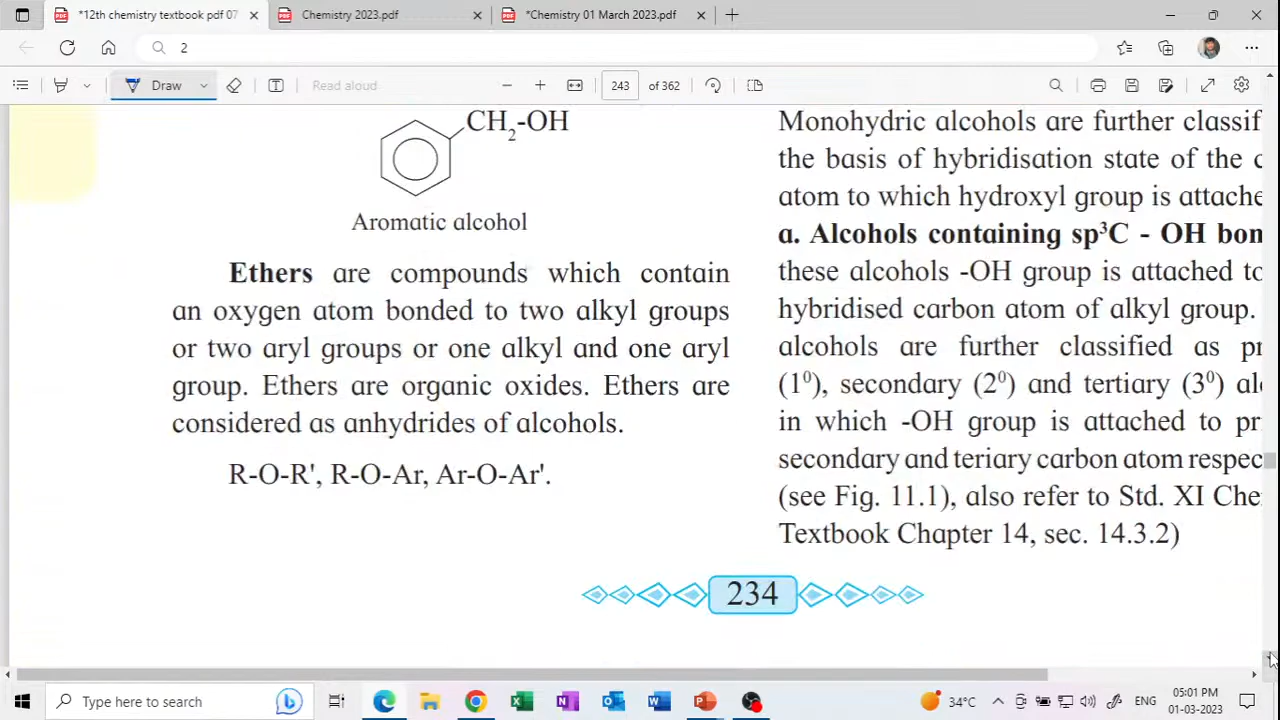 *12th chemistry textbook pdf 07
Chemistry 2023.pdf
*Chemistry 01 March 2023.pdf
2
Draw
Read aloud
243
of 362
CH2-OH
Aromatic alcohol
Ethers are compounds which contain
an oxygen atom bonded to two alkyl groups
or two aryl groups or one alkyl and one aryl
group. Ethers are organic oxides. Ethers are
considered as anhydrides of alcohols.
R-O-R', R-O-Ar, Ar-O-Ar'.
Monohydric alcohols are further classif
the basis of hybridisation state of the c
atom to which hydroxyl group is attache
a. Alcohols containing sp³C - OH bon
these alcohols -OH group is attached to
hybridised carbon atom of alkyl group.
alcohols are further classified as pr
(1⁰), secondary (2⁰) and tertiary (3⁰) al
in which -OH group is attached to pr
secondary and teriary carbon atom respec
(see Fig. 11.1), also refer to Std. XI Che
Textbook Chapter 14, sec. 14.3.2)
234
Type here to search
34°C
ENG
05:01 PM
01-03-2023